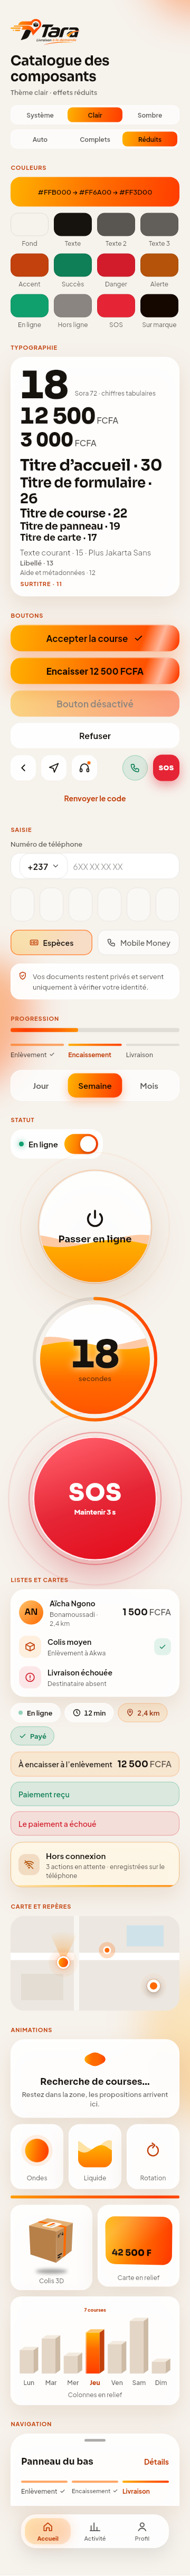 Tara
Catalogue des
composants
Thème clair · effets réduits
Système Clair Sombre
Auto Complets Réduits
COULEURS
#FFB000 → #FF6A00 → #FF3D00
Fond Texte Texte 2 Texte 3
Accent Succès Danger Alerte
En ligne Hors ligne SOS Sur marque
TYPOGRAPHIE
18 Sora 72 · chiffres tabulaires
12 500 FCFA
3 000 FCFA
Titre d’accueil · 30
Titre de formulaire ·
26
Titre de course · 22
Titre de panneau · 19
Titre de carte · 17
Texte courant · 15 · Plus Jakarta Sans
Libellé · 13
Aide et métadonnées · 12
SURTITRE · 11
BOUTONS
Accepter la course
Encaisser 12 500 FCFA
Bouton désactivé
Refuser
SOS
Renvoyer le code
SAISIE
Numéro de téléphone
+237 6XX XX XX XX
Espèces Mobile Money
Vos documents restent privés et servent
uniquement à vérifier votre identité.
PROGRESSION
Enlèvement Encaissement Livraison
Jour Semaine Mois
STATUT
En ligne
Passer en ligne
18
secondes
SOS
Maintenir 3 s
LISTES ET CARTES
AN Aïcha Ngono
Bonamoussadi ·
2,4 km
1 500 FCFA
Colis moyen
Enlèvement à Akwa
Livraison échouée
Destinataire absent
En ligne 12 min 2,4 km
Payé
À encaisser à l’enlèvement 12 500 FCFA
Paiement reçu
Le paiement a échoué
Hors connexion
3 actions en attente · enregistrées sur le
téléphone
CARTE ET REPÈRES
ANIMATIONS
Recherche de courses…
Restez dans la zone, les propositions arrivent
ici.
Ondes Liquide Rotation
Colis 3D
42 500 F
Carte en relief
7 courses
Lun Mar Mer Jeu Ven Sam Dim
Colonnes en relief
NAVIGATION
Panneau du bas Détails
Enlèvement Encaissement Livraison
Accueil Activité Profil